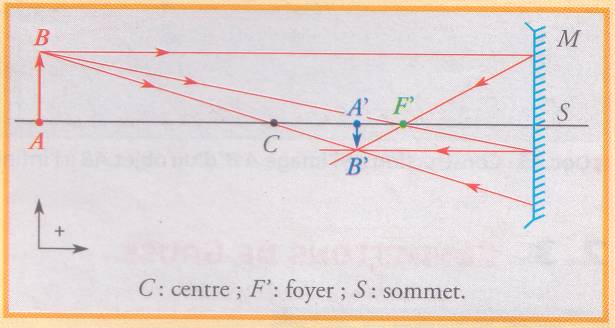 B
M
A'
F'
S
A
C
B'
+
C : centre ; F' : foyer ; S : sommet.